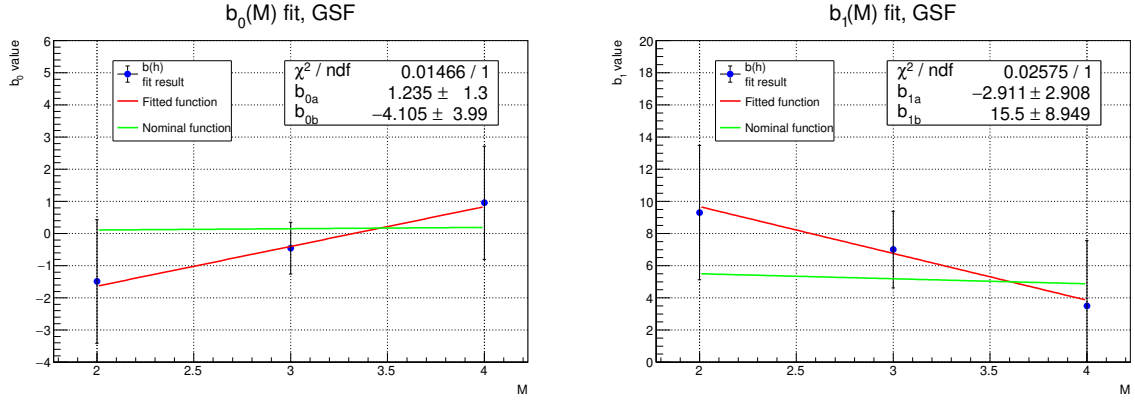 b0(M) fit, GSF
b0 value
6
5
4
3
2
1
0
−1
−2
−3
−4
b(h)
fit result
Fitted function
Nominal function
χ2 / ndf 0.01466 / 1
b0a 1.235 ± 1.3
b0b −4.105 ± 3.99
2 2.5 3 3.5 4
M
b1(M) fit, GSF
b1 value
20
18
16
14
12
10
8
6
4
2
0
b(h)
fit result
Fitted function
Nominal function
χ2 / ndf 0.02575 / 1
b1a −2.911 ± 2.908
b1b 15.5 ± 8.949
2 2.5 3 3.5 4
M